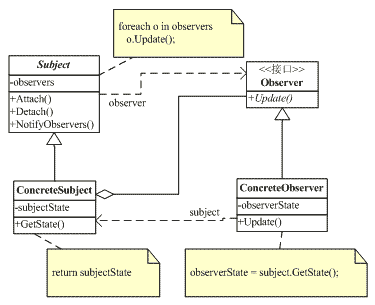 foreach o in observers
o.Update();
Subject
-observers
+Attach()
+Detach()
+NotifyObservers()
observer
<<接口>>
Observer
+Update()
ConcreteSubject
-subjectState
+GetState()
subject
ConcreteObserver
-observerState
+Update()
return subjectState
observerState = subject.GetState();